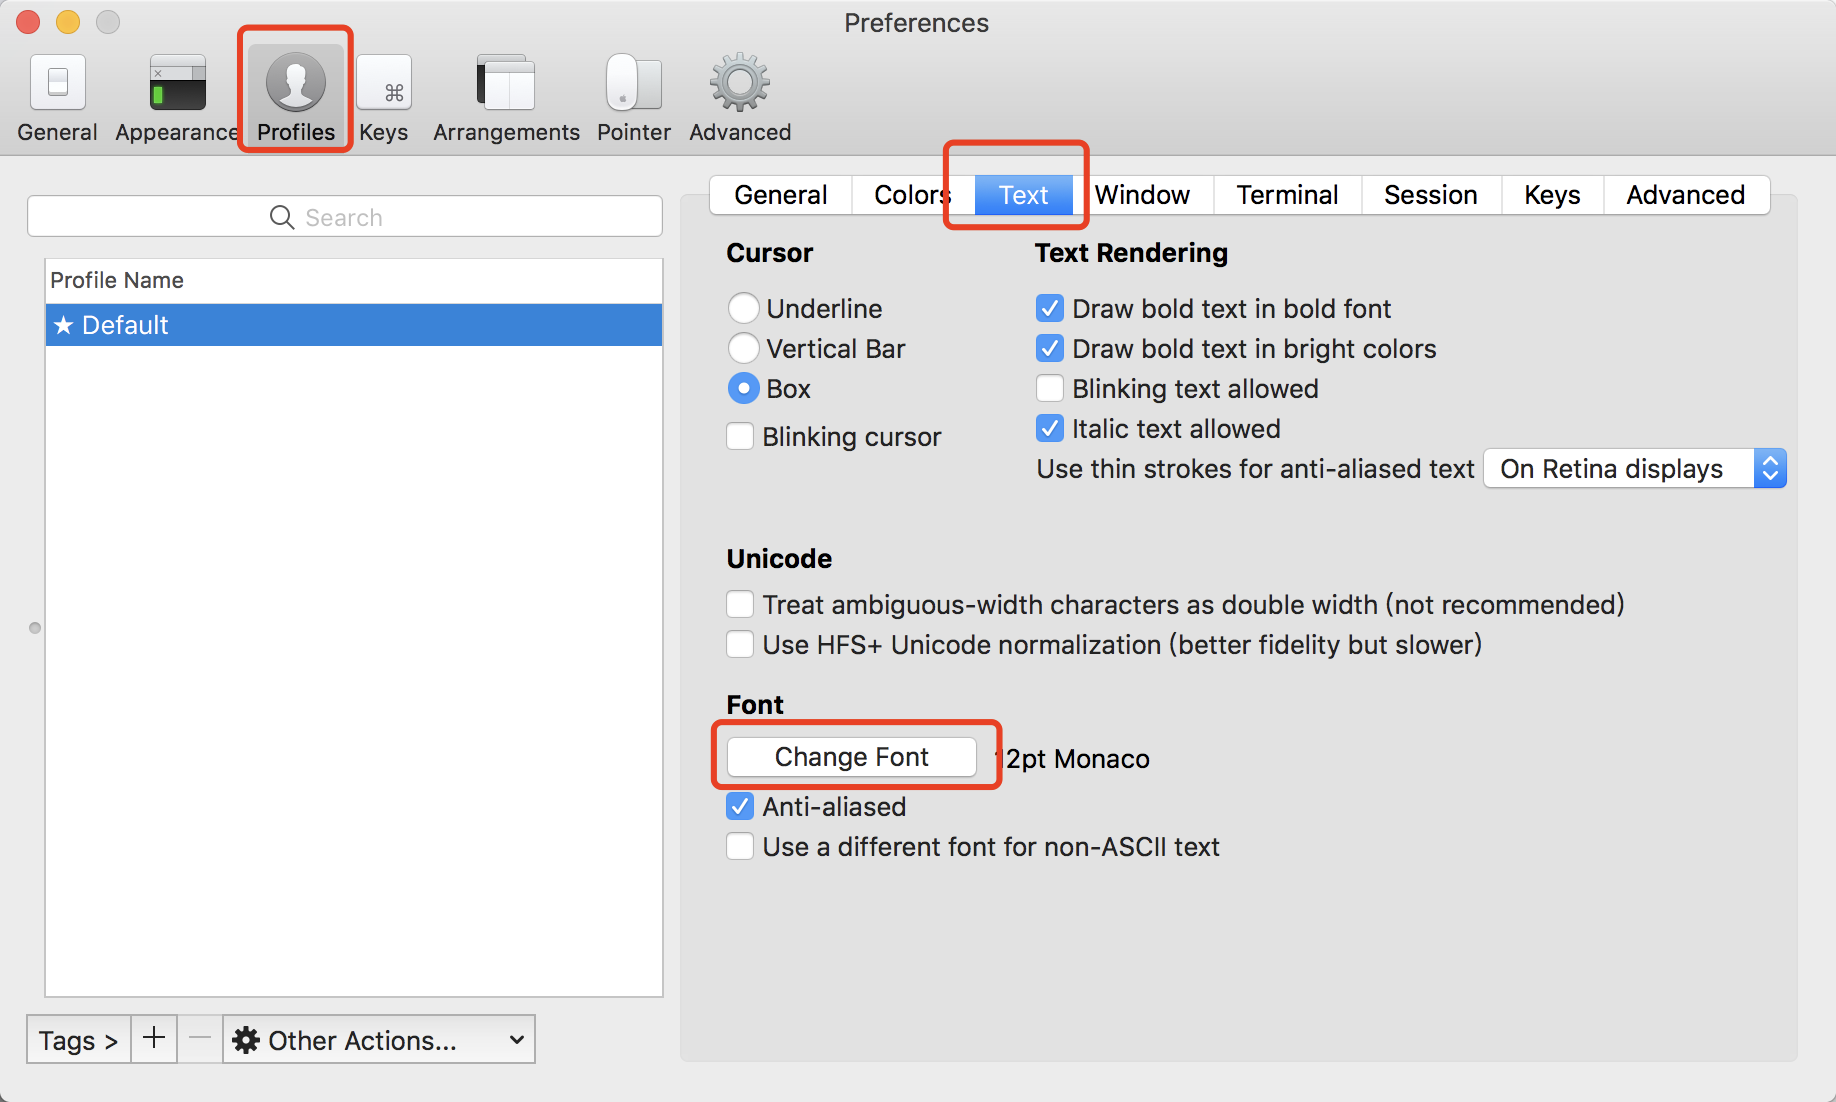 Preferences
General Appearance Profiles Keys Arrangements Pointer Advanced
Search
Profile Name
★ Default
General Colors Text Window Terminal Session Keys Advanced
Cursor
Underline
Vertical Bar
Box
Blinking cursor
Text Rendering
Draw bold text in bold font
Draw bold text in bright colors
Blinking text allowed
Italic text allowed
Use thin strokes for anti-aliased text On Retina displays
Unicode
Treat ambiguous-width characters as double width (not recommended)
Use HFS+ Unicode normalization (better fidelity but slower)
Font
Change Font 12pt Monaco
Anti-aliased
Use a different font for non-ASCII text
Tags > + − Other Actions...